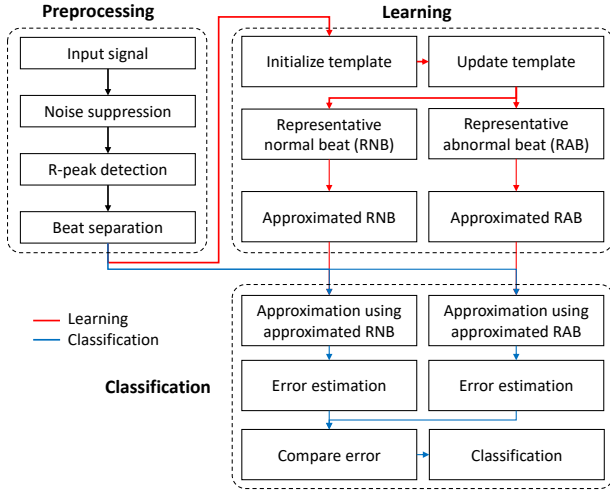 Preprocessing
Input signal
Noise suppression
R-peak detection
Beat separation
Learning
Initialize template
Update template
Representative
normal beat (RNB)
Representative
abnormal beat (RAB)
Approximated RNB
Approximated RAB
Learning
Classification
Classification
Approximation using
approximated RNB
Approximation using
approximated RAB
Error estimation
Error estimation
Compare error
Classification